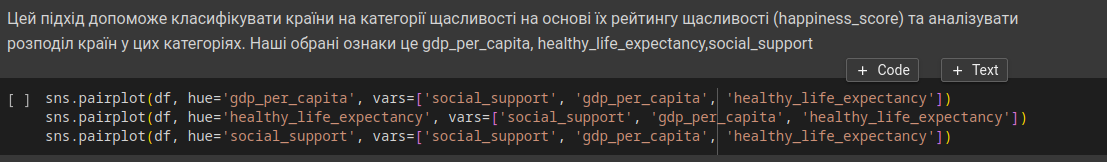 Цей підхід допоможе класифікувати країни на категорії щасливості на основі їх рейтингу щасливості (happiness_score) та аналізувати
розподіл країн у цих категоріях. Наші обрані ознаки це gdp_per_capita, healthy_life_expectancy,social_support
+ Code + Text
[ ] sns.pairplot(df, hue='gdp_per_capita', vars=['social_support', 'gdp_per_capita', 'healthy_life_expectancy'])
sns.pairplot(df, hue='healthy_life_expectancy', vars=['social_support', 'gdp_per_capita', 'healthy_life_expectancy'])
sns.pairplot(df, hue='social_support', vars=['social_support', 'gdp_per_capita', 'healthy_life_expectancy'])